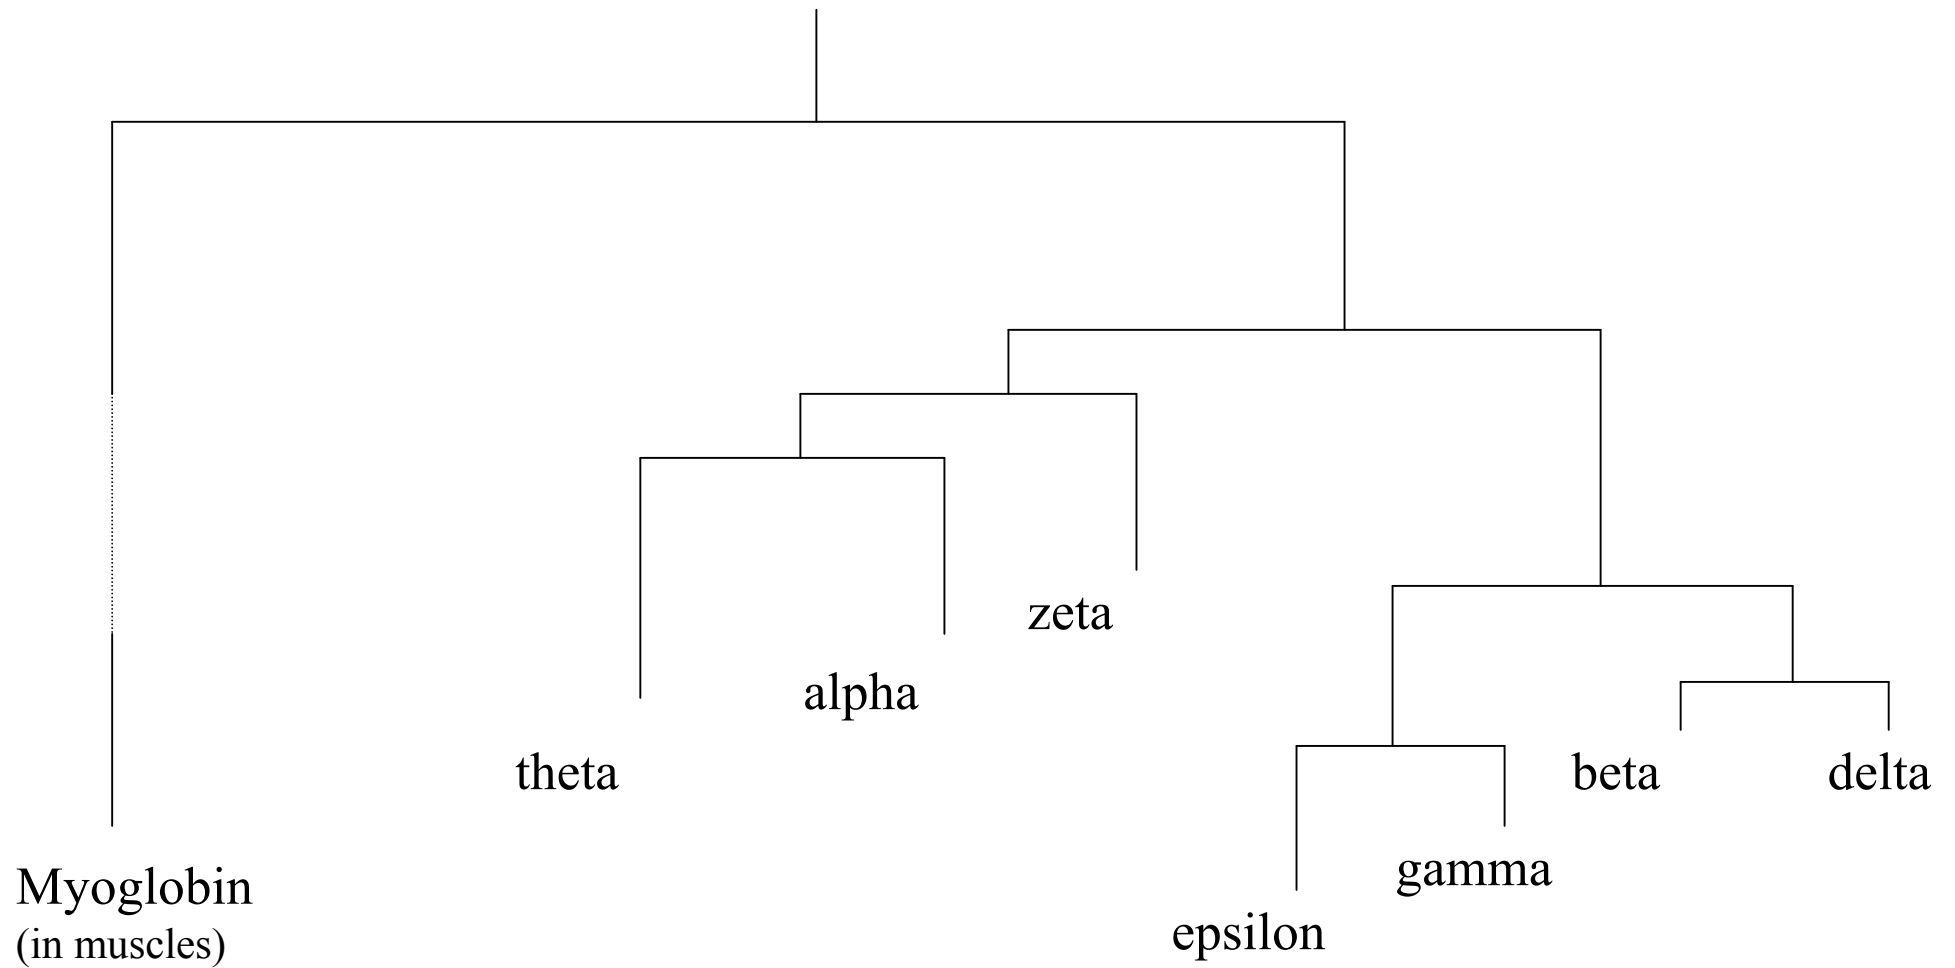 zeta
alpha
theta
beta
delta
Myoglobin
(in muscles)
gamma
epsilon